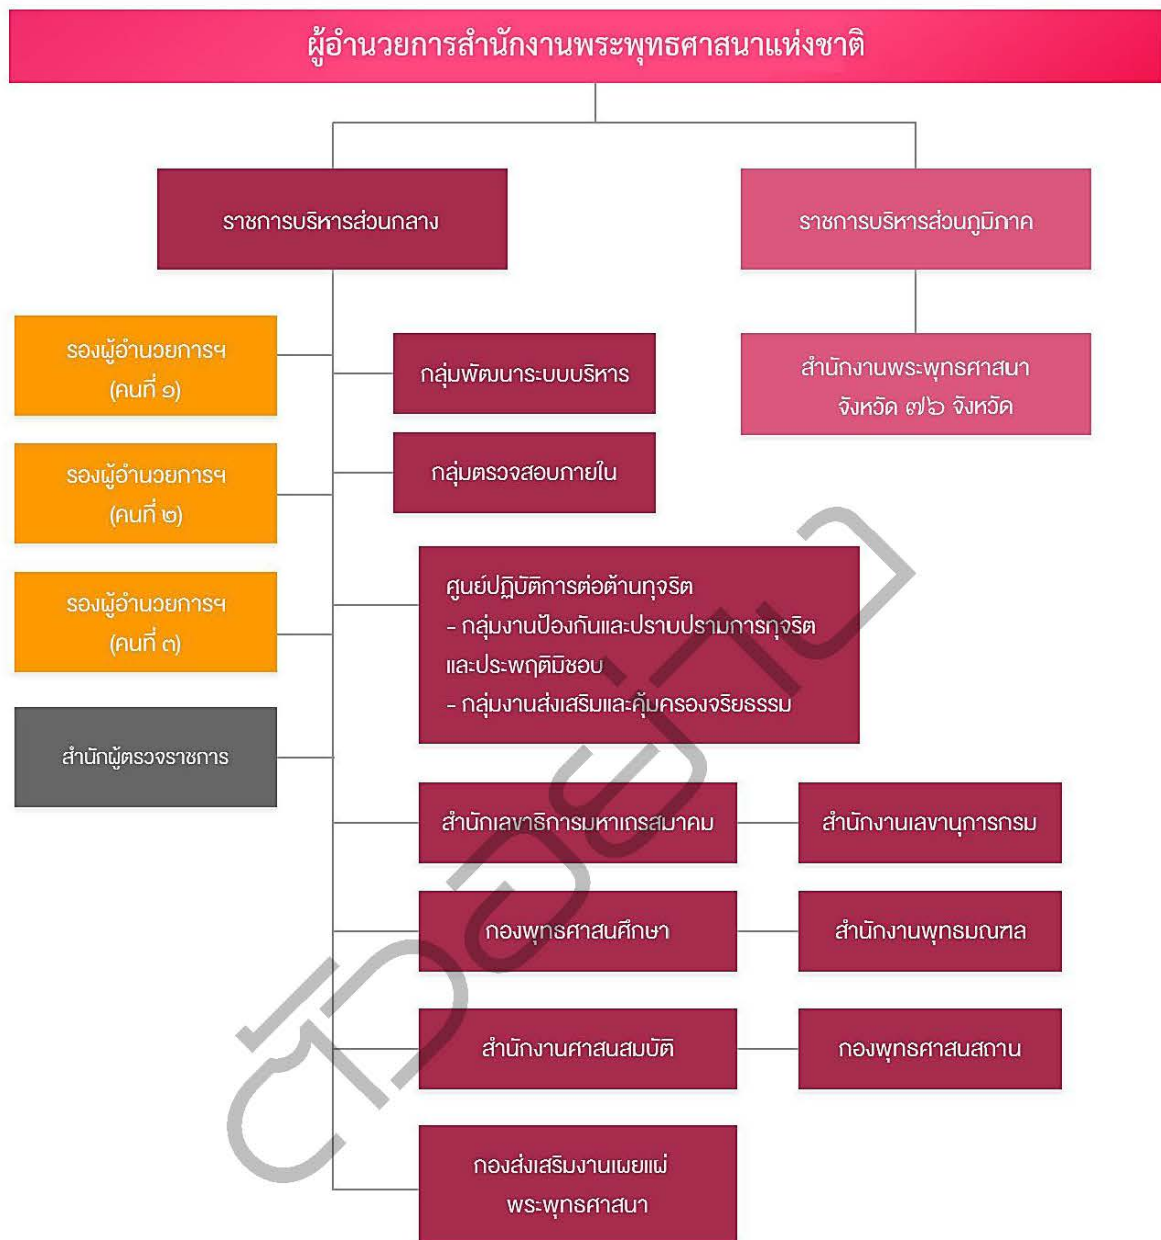 ผู้อำนวยการสำนักงานพระพุทธศาสนาแห่งชาติ
ราชการบริหารส่วนกลาง
ราชการบริหารส่วนภูมิภาค
รองผู้อำนวยการฯ
(คนที่ ๑)
กลุ่มพัฒนาระบบบริหาร
สำนักงานพระพุทธศาสนา
จังหวัด ๗๖ จังหวัด
รองผู้อำนวยการฯ
(คนที่ ๒)
กลุ่มตรวจสอบภายใน
รองผู้อำนวยการฯ
(คนที่ ๓)
ศูนย์ปฏิบัติการต่อต้านทุจริต
- กลุ่มงานป้องกันและปราบปรามการทุจริต
และประพฤติมิชอบ
- กลุ่มงานส่งเสริมและคุ้มครองจริยธรรม
สำนักผู้ตรวจราชการ
สำนักเลขาธิการมหาเถรสมาคม
สำนักงานเลขานุการกรม
กองพุทธศาสนศึกษา
สำนักงานพุทธมณฑล
สำนักงานศาสนสมบัติ
กองพุทธศาสนสถาน
กองส่งเสริมงานเผยแผ่
พระพุทธศาสนา
ตัวอย่าง